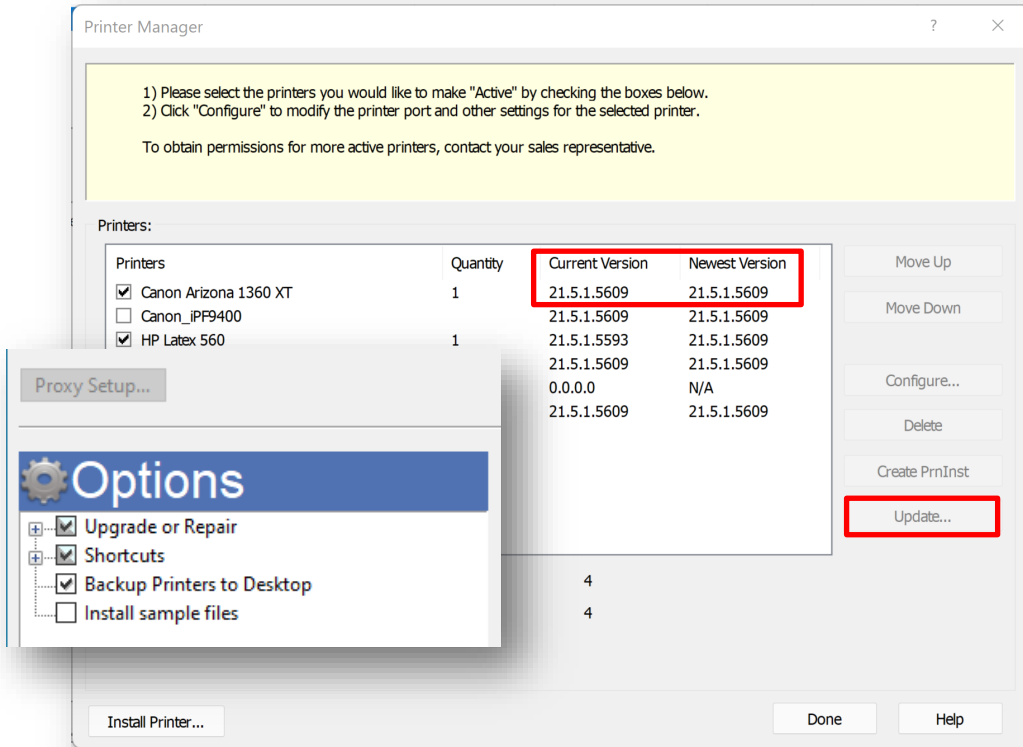 Printer Manager ? ×
1) Please select the printers you would like to make "Active" by checking the boxes below.
2) Click "Configure" to modify the printer port and other settings for the selected printer.
To obtain permissions for more active printers, contact your sales representative.
Printers:
Printers Quantity Current Version Newest Version
Canon Arizona 1360 XT 1 21.5.1.5609 21.5.1.5609
Canon_iPF9400 21.5.1.5609 21.5.1.5609
HP Latex 560 1 21.5.1.5593 21.5.1.5609
21.5.1.5609 21.5.1.5609
0.0.0.0 N/A
21.5.1.5609 21.5.1.5609
Move Up
Move Down
Configure...
Delete
Create PrnInst
Update...
Proxy Setup...
Options
Upgrade or Repair
Shortcuts
Backup Printers to Desktop
Install sample files
4
4
Install Printer... Done Help